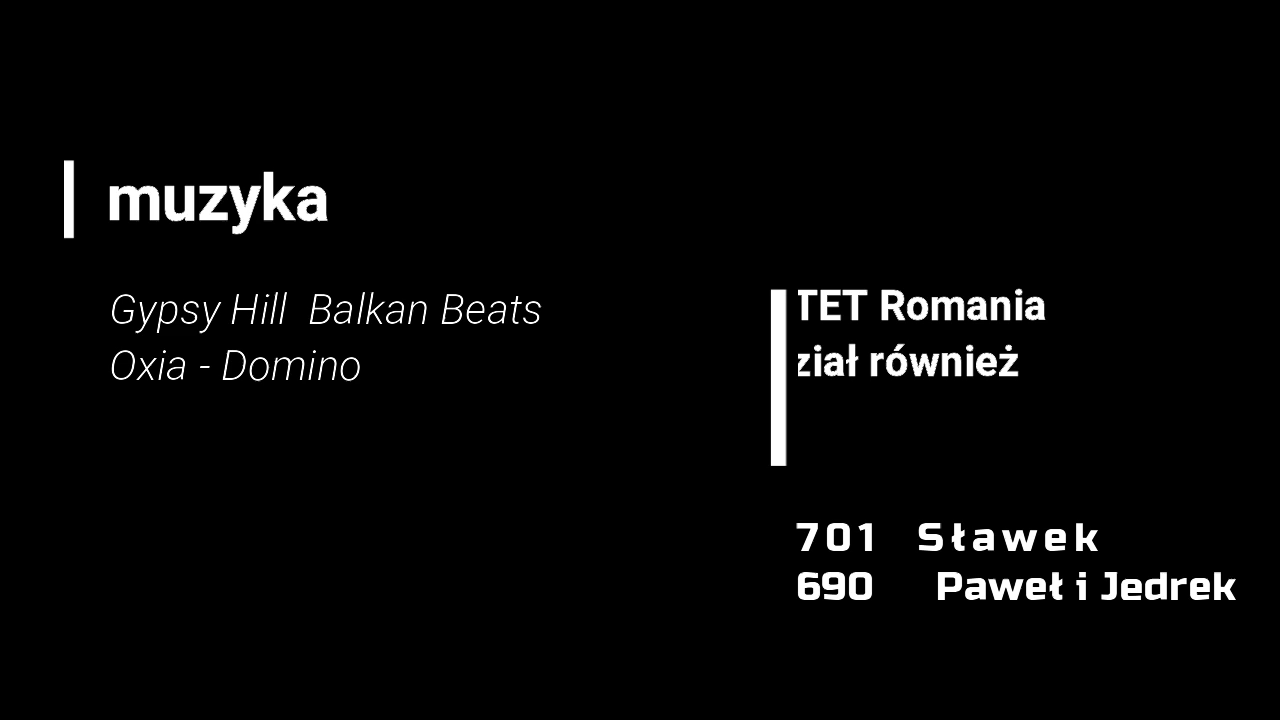 muzyka
Gypsy Hill Balkan Beats
Oxia - Domino
TET Romania
ział również
701 Sławek
690 Paweł i Jedrek